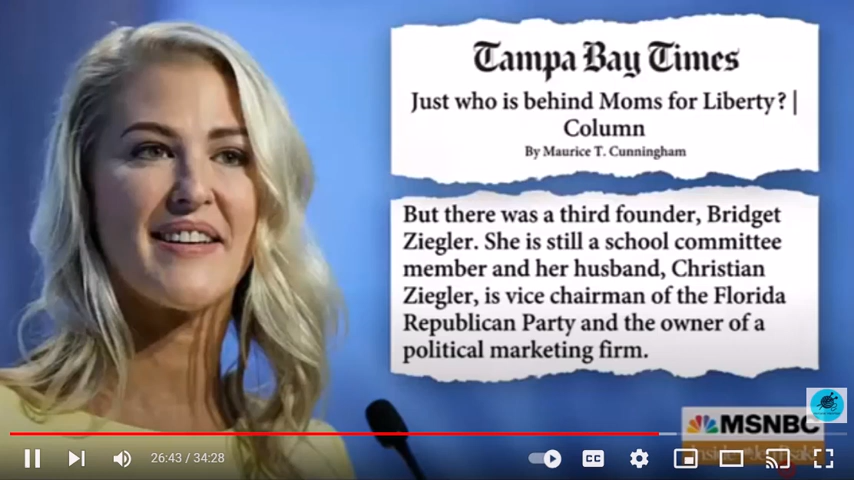 Tampa Bay Times
Just who is behind Moms for Liberty? |
Column
By Maurice T. Cunningham
But there was a third founder, Bridget
Ziegler. She is still a school committee
member and her husband, Christian
Ziegler, is vice chairman of the Florida
Republican Party and the owner of a
political marketing firm.
MSNBC
26:43 / 34:28
CC